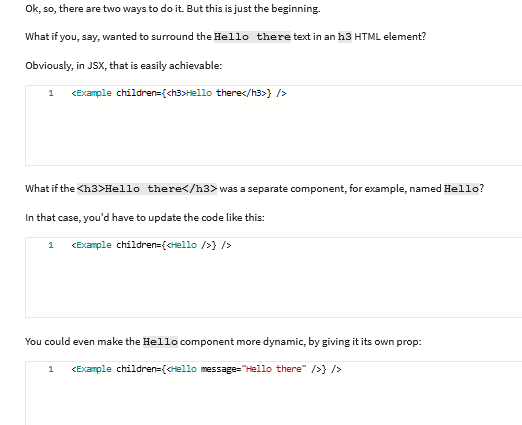 Ok, so, there are two ways to do it. But this is just the beginning.
What if you, say, wanted to surround the Hello there text in an h3 HTML element?
Obviously, in JSX, that is easily achievable:
1 <Example children={<h3>Hello there</h3>} />
What if the <h3>Hello there</h3> was a separate component, for example, named Hello?
In that case, you'd have to update the code like this:
1 <Example children={<Hello />} />
You could even make the Hello component more dynamic, by giving it its own prop:
1 <Example children={<Hello message="Hello there" />} />